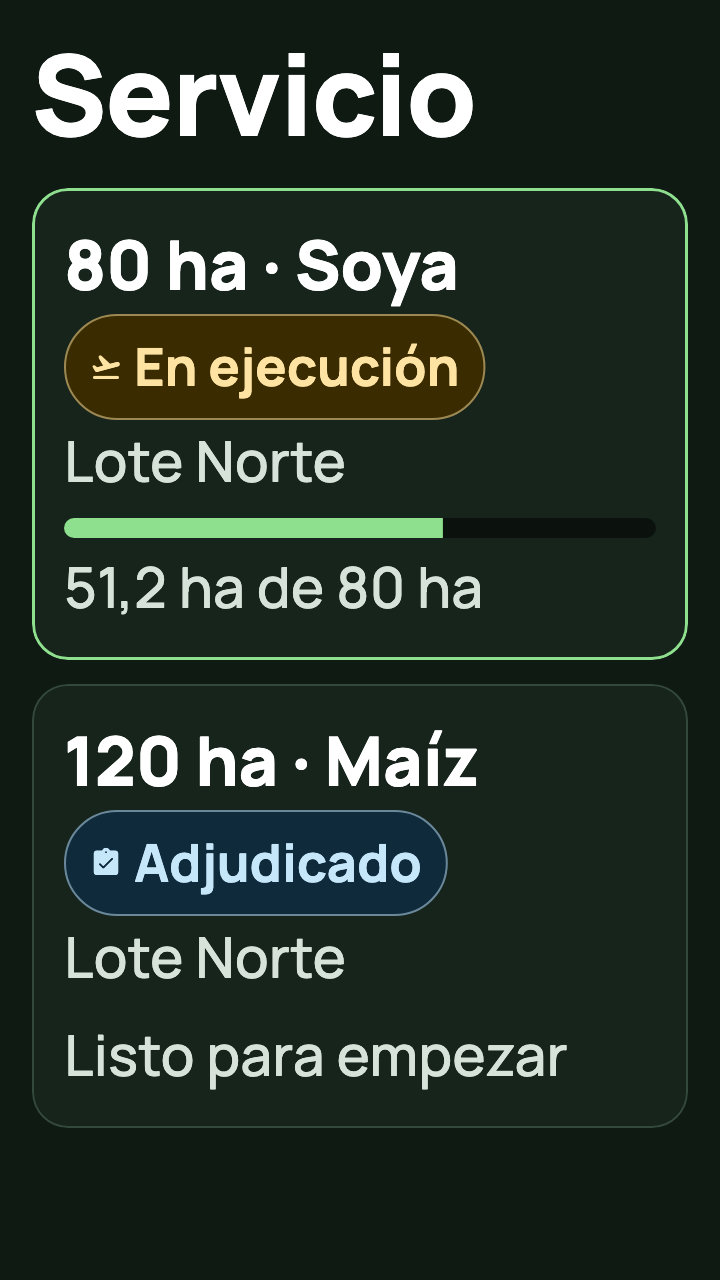 Servicio
80 ha · Soya
En ejecución
Lote Norte
51,2 ha de 80 ha
120 ha · Maíz
Adjudicado
Lote Norte
Listo para empezar